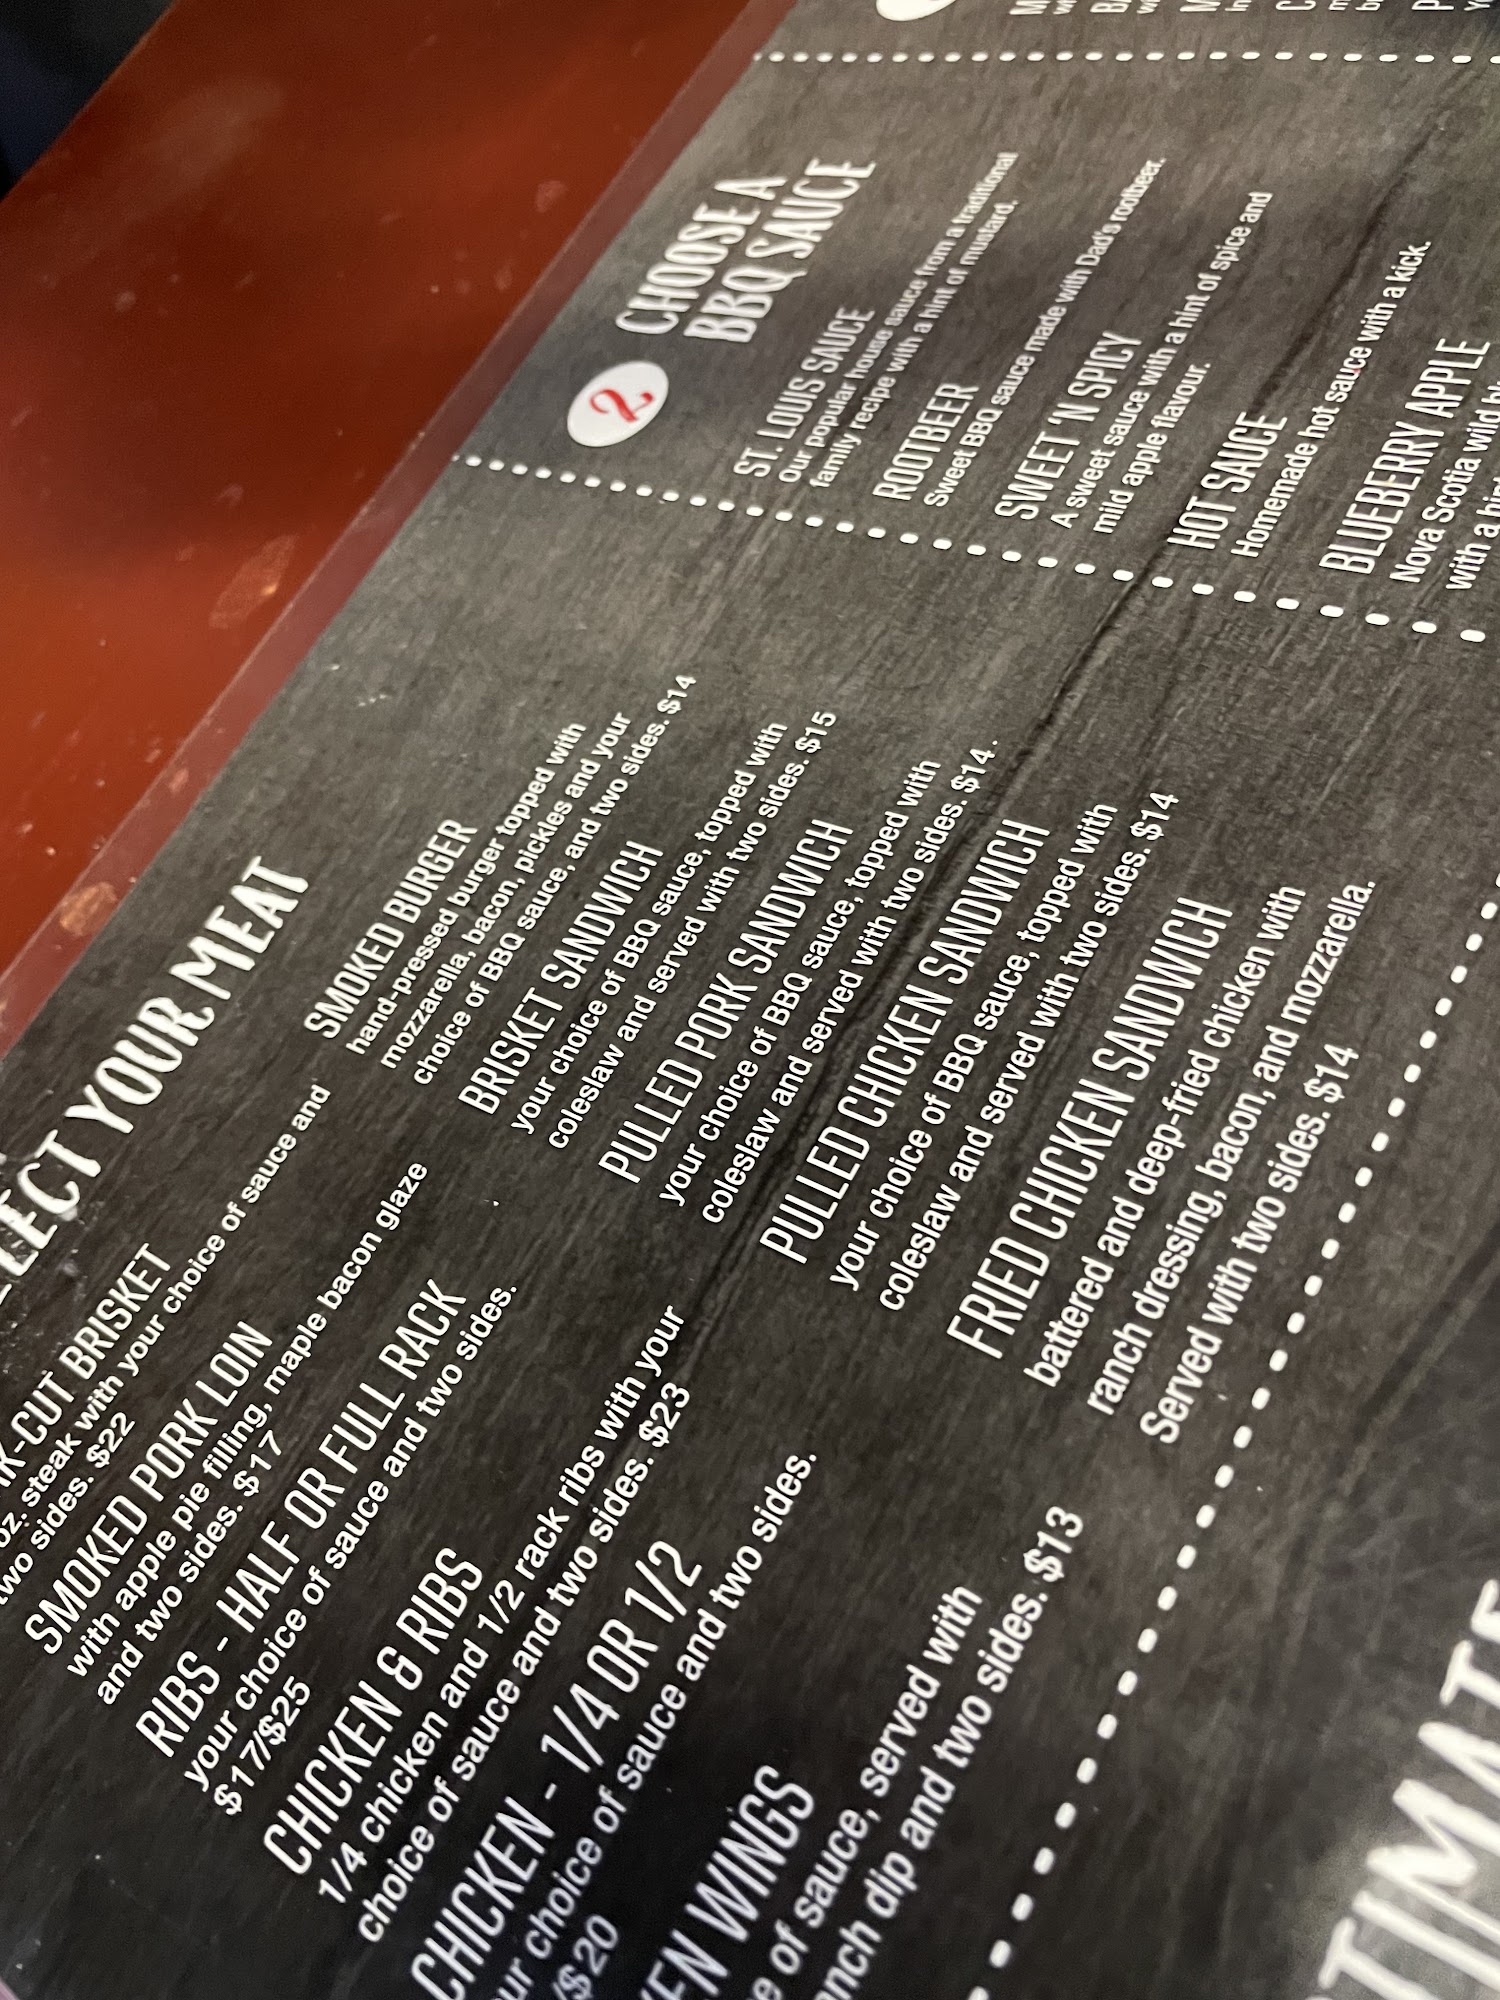 YOUR MEAT
-CUT BRISKET
oz. steak with your choice of sauce and
two sides. $22
SMOKED PORK LOIN
with apple pie filling, maple bacon glaze
and two sides. $17
RIBS - HALF OR FULL RACK
your choice of sauce and two sides.
$17/$25
CHICKEN & RIBS
1/4 chicken and 1/2 rack ribs with your
choice of sauce and two sides. $23
CHICKEN - 1/4 OR 1/2
choice of sauce and two sides.
/$20
WINGS
of sauce, served with
dip and two sides. $13
SMOKED BURGER
hand-pressed burger topped with
mozzarella, bacon, pickles and your
choice of BBQ sauce, and two sides. $14
BRISKET SANDWICH
your choice of BBQ sauce, topped with
coleslaw and served with two sides. $15
PULLED PORK SANDWICH
your choice of BBQ sauce, topped with
coleslaw and served with two sides. $14.
PULLED CHICKEN SANDWICH
your choice of BBQ sauce, topped with
coleslaw and served with two sides. $14
FRIED CHICKEN SANDWICH
battered and deep-fried chicken with
ranch dressing, bacon, and mozzarella.
Served with two sides. $14
2
CHOOSE A
BBQ SAUCE
ST. LOUIS SAUCE
Our popular house sauce from a traditional
family recipe with a hint of mustard.
ROOTBEER
Sweet BBQ sauce made with Dad's rootbeer.
SWEET 'N SPICY
A sweet sauce with a hint of spice and
mild apple flavour.
HOT SAUCE
Homemade hot sauce with a kick.
BLUEBERRY APPLE
Nova Scotia wild
with a